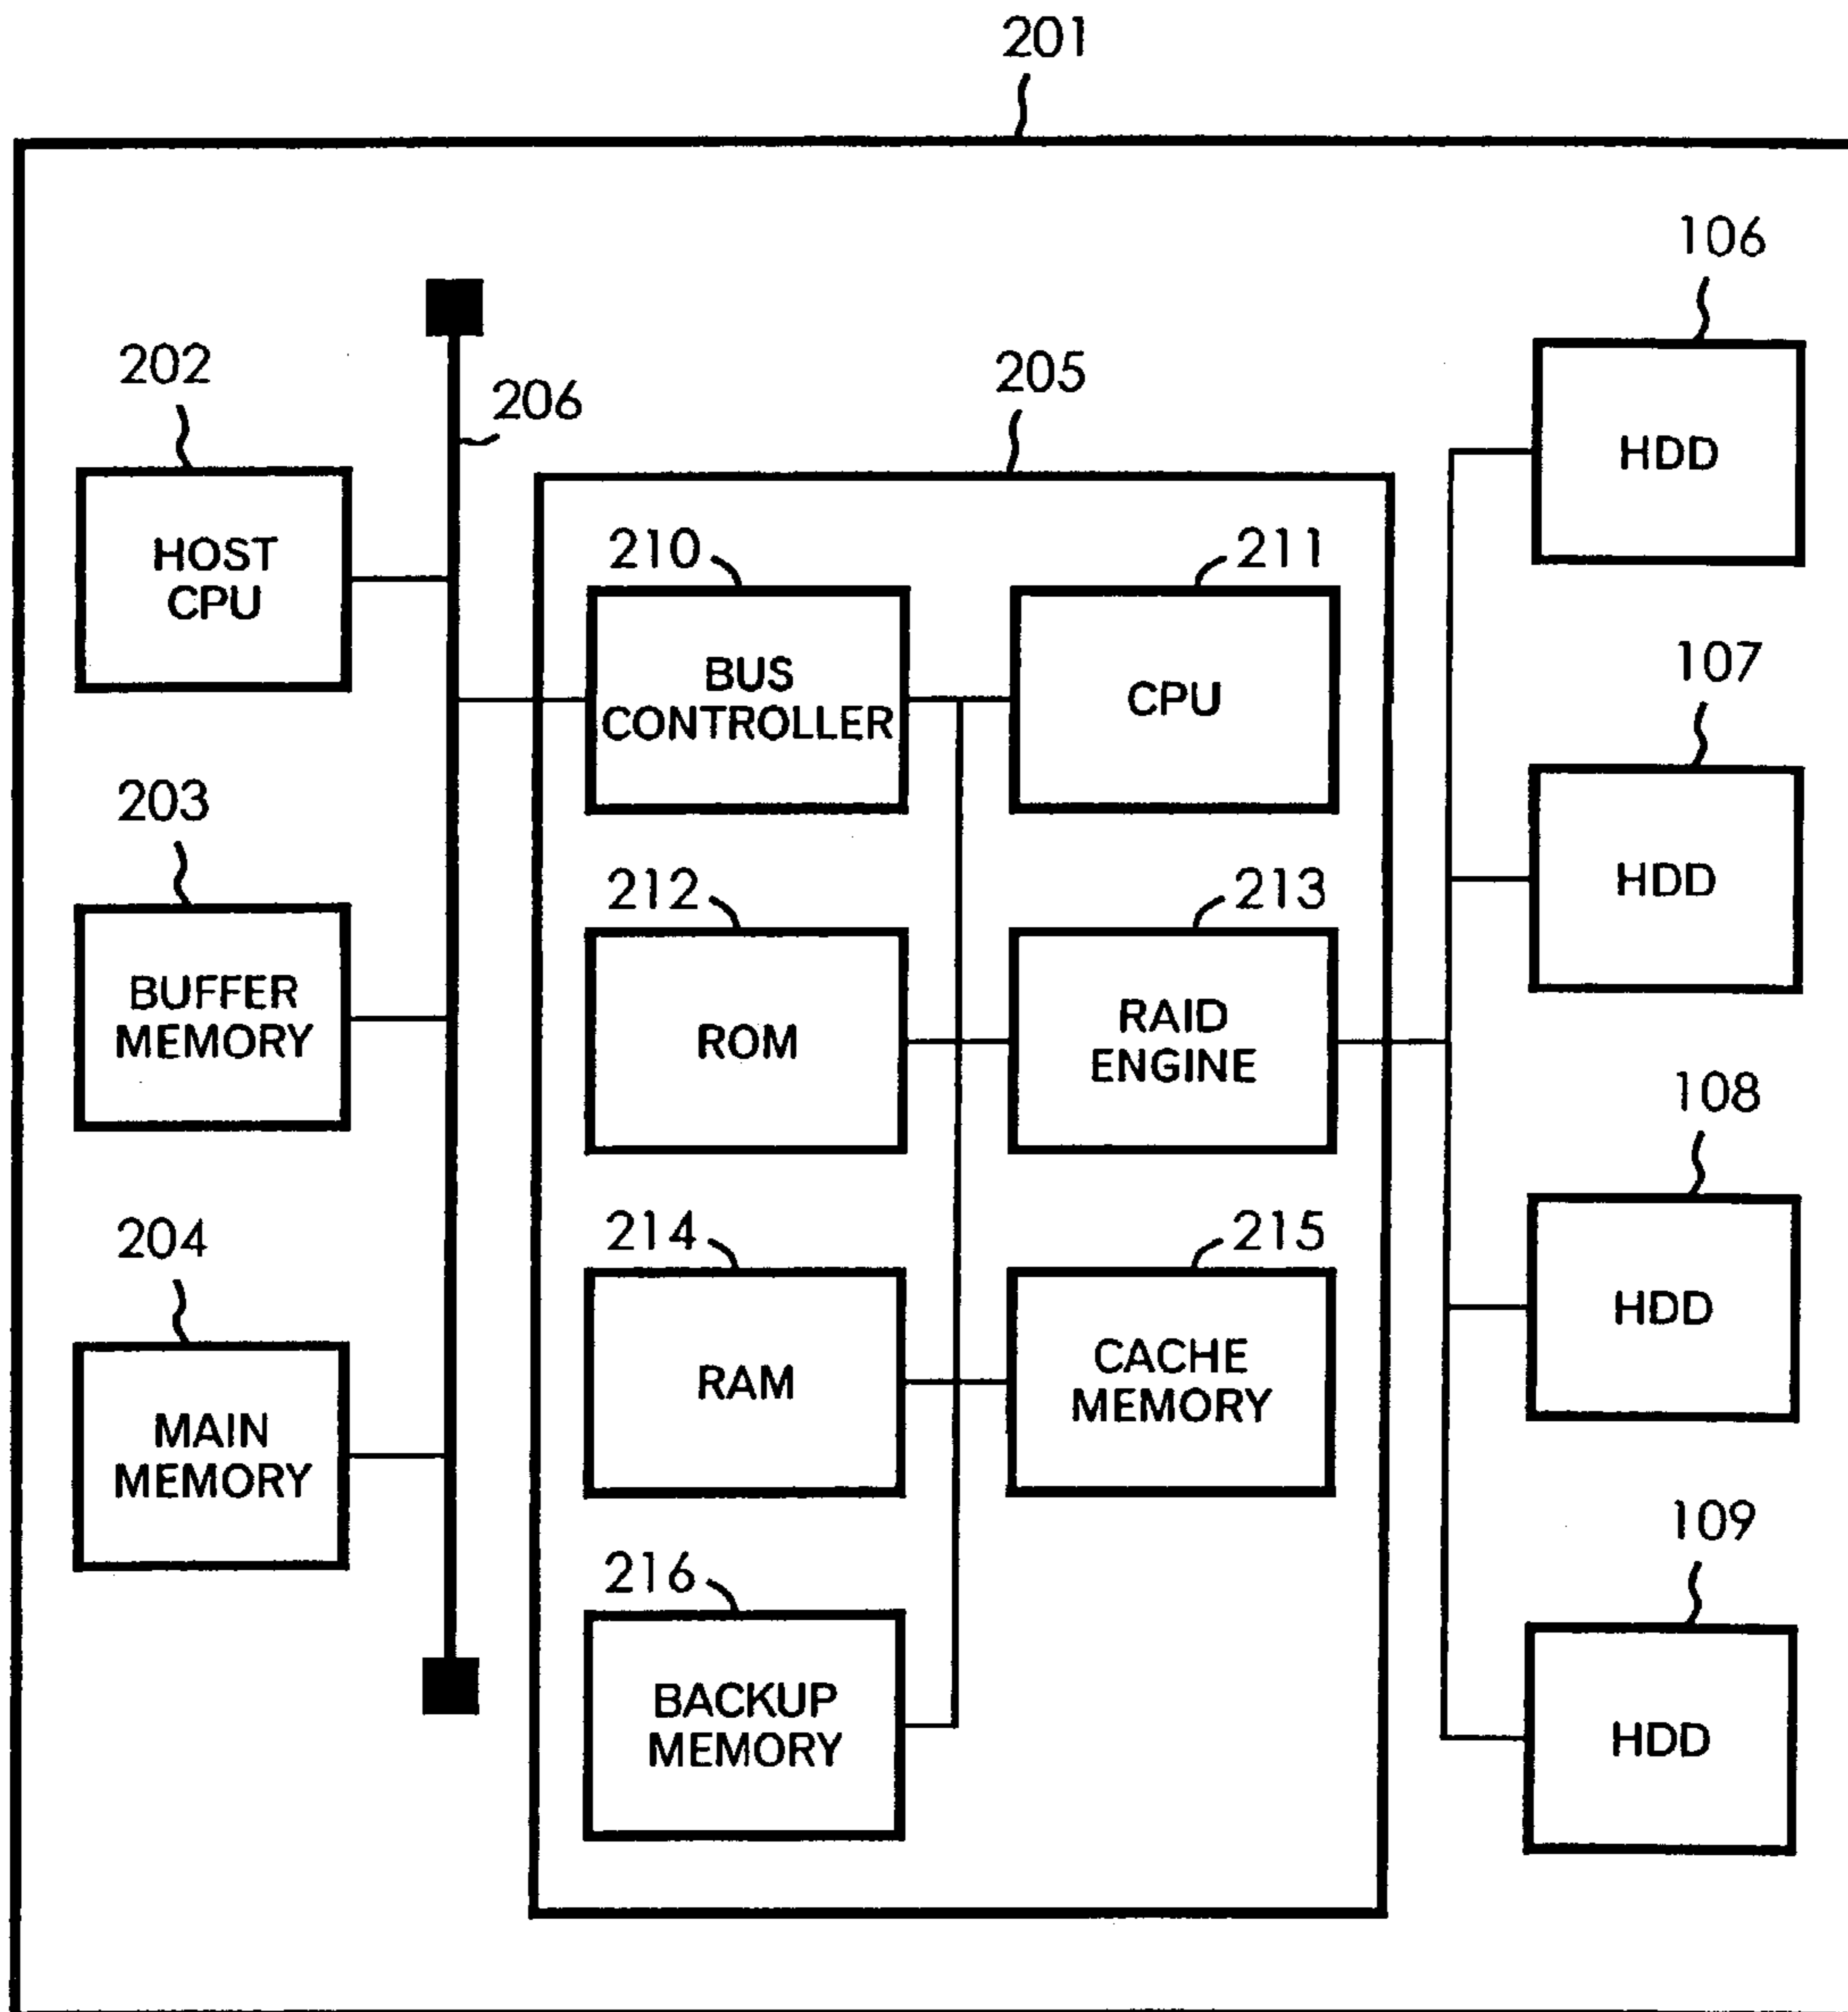 201
106
202
206
205
HDD
HOST
CPU
210
211
BUS
CONTROLLER
CPU
107
203
212
213
HDD
BUFFER
MEMORY
ROM
RAID
ENGINE
108
204
214
215
HDD
MAIN
MEMORY
RAM
CACHE
MEMORY
109
216
BACKUP
MEMORY
HDD